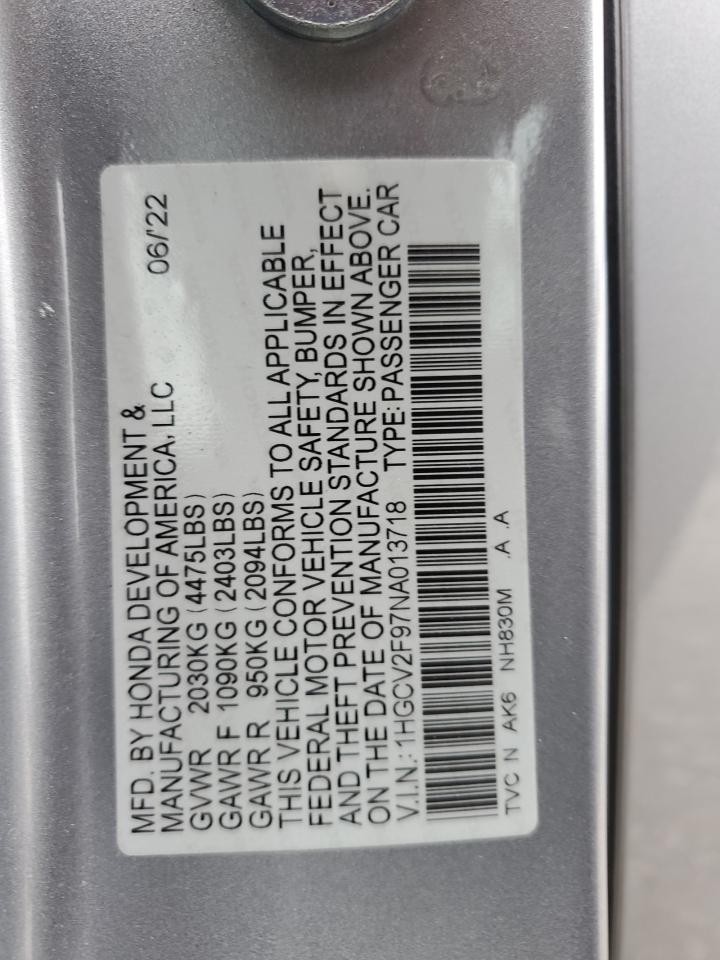 MFD. BY HONDA DEVELOPMENT &
MANUFACTURING OF AMERICA, LLC 06/'22
GVWR 2030KG (4475LBS)
GAWR F 1090KG (2403LBS)
GAWR R 950KG (2094LBS)
THIS VEHICLE CONFORMS TO ALL APPLICABLE
FEDERAL MOTOR VEHICLE SAFETY, BUMPER,
AND THEFT PREVENTION STANDARDS IN EFFECT
ON THE DATE OF MANUFACTURE SHOWN ABOVE.
V.I.N.: 1HGCV2F97NA013718 TYPE: PASSENGER CAR
TVC N AK6 NH830M .A .A